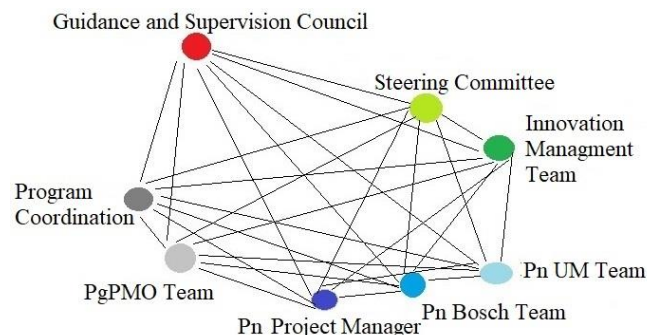 Guidance and Supervision Council
Steering Committee
Innovation
Managment
Team
Program
Coordination
PgPMO Team
Pn UM Team
Pn Bosch Team
Pn Project Manager